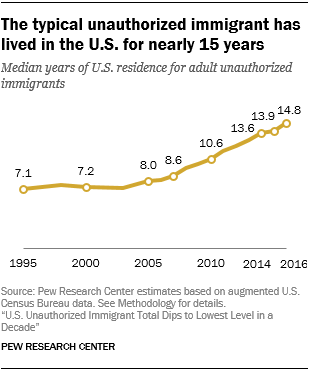 The typical unauthorized immigrant has
lived in the U.S. for nearly 15 years
Median years of U.S. residence for adult unauthorized
immigrants
7.1
7.2
8.0
8.6
10.6
13.6
13.9
14.8
1995
2000
2005
2010
2014
2016
Source: Pew Research Center estimates based on augmented U.S.
Census Bureau data. See Methodology for details.
“U.S. Unauthorized Immigrant Total Dips to Lowest Level in a
Decade”
PEW RESEARCH CENTER